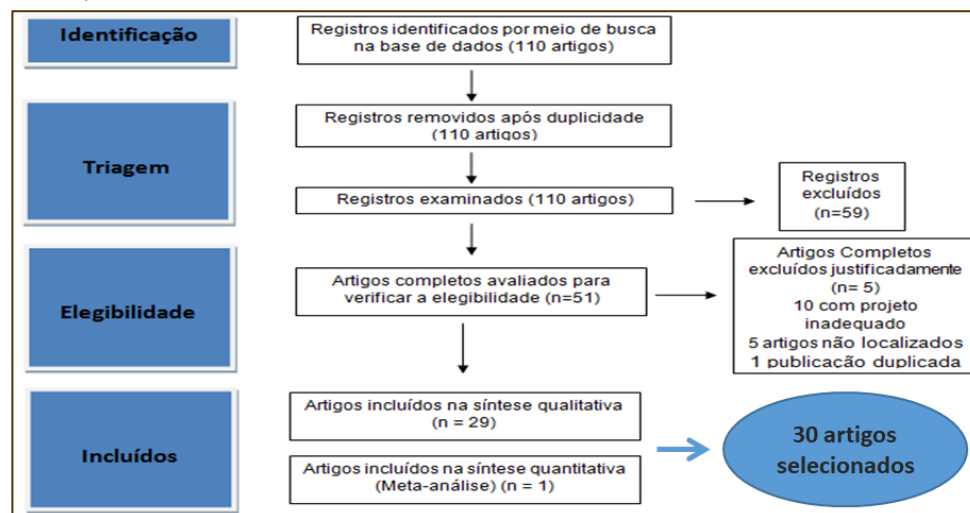 Identificação
Registros identificados por meio de busca
na base de dados (110 artigos)
Triagem
Registros removidos após duplicidade
(110 artigos)
Registros examinados (110 artigos)
Registros
excluídos
(n=59)
Elegibilidade
Artigos completos avaliados para
verificar a elegibilidade (n=51)
Artigos Completos
excluídos justificadamente
(n= 5)
10 com projeto
inadequado
5 artigos não localizados
1 publicação duplicada
Incluídos
Artigos incluídos na síntese qualitativa
(n = 29)
Artigos incluídos na síntese quantitativa
(Meta-análise) (n = 1)
30 artigos
selecionados